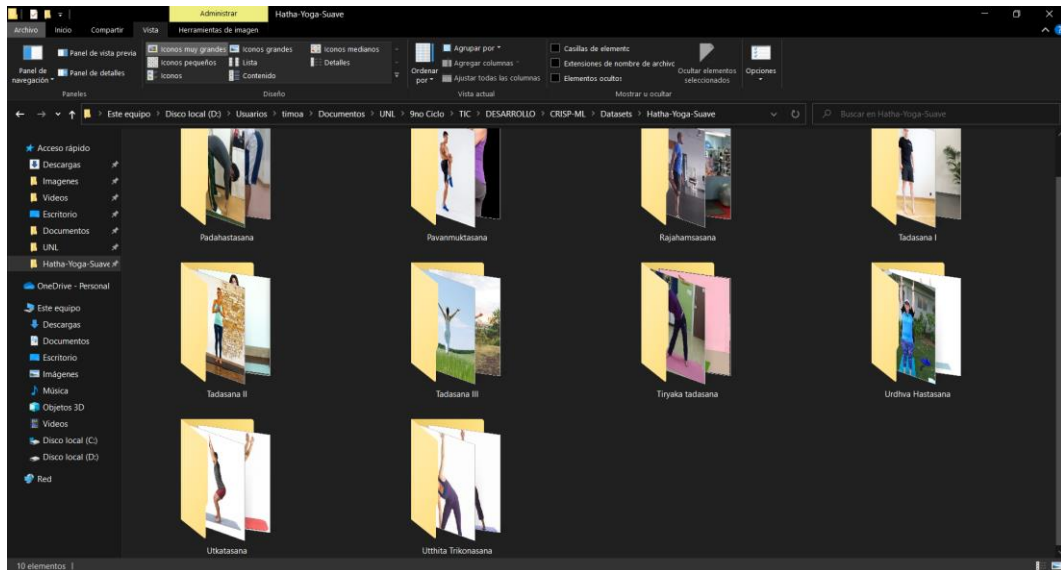 Administrar Hatha-Yoga-Suave
Archivo Inicio Compartir Vista Herramientas de imagen
Panel de navegación
Panel de vista previa
Panel de detalles
Paneles
Iconos muy grandes Iconos grandes Iconos medianos
Iconos pequeños Lista Detalles
Iconos Contenido
Diseño
Ordenar por
Agrupar por
Agregar columnas
Ajustar todas las columnas
Vista actual
Casillas de elemento
Extensiones de nombre de archivo
Elementos ocultos
Ocultar elementos seleccionados
Mostrar u ocultar
Opciones
Este equipo > Disco local (D:) > Usuarios > timoa > Documentos > UNL > 9no Ciclo > TIC > DESARROLLO > CRISP-ML > Datasets > Hatha-Yoga-Suave
Buscar en Hatha-Yoga-Suave
Acceso rápido
Descargas
Imagenes
Videos
Escritorio
Documentos
UNL
Hatha-Yoga-Suave
OneDrive - Personal
Este equipo
Descargas
Documentos
Escritorio
Imágenes
Música
Objetos 3D
Videos
Disco local (C:)
Disco local (D:)
Red
Padahastasana
Pavanmuktasana
Rajahamsasana
Tadasana I
Tadasana II
Tadasana III
Tiryaka tadasana
Urdhva Hastasana
Utkatasana
Utthita Trikonasana
10 elementos